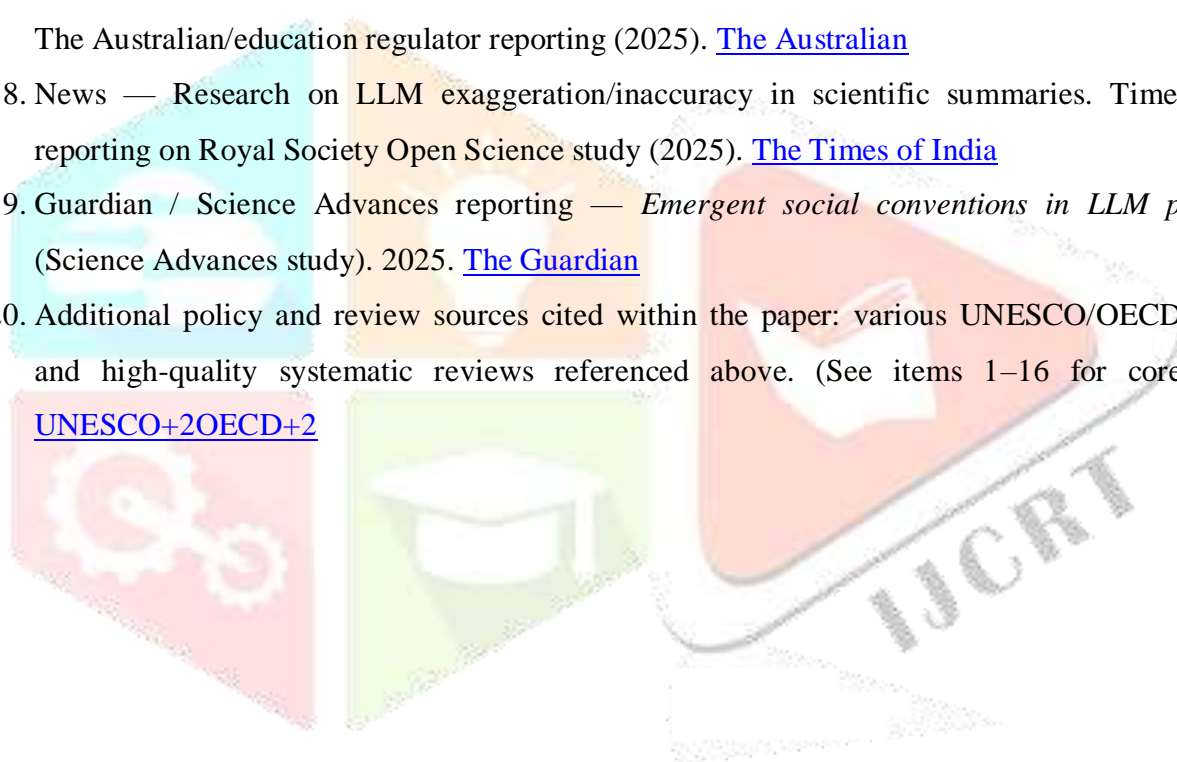 The Australian/education regulator reporting (2025). The Australian
8. News — Research on LLM exaggeration/inaccuracy in scientific summaries. Time
reporting on Royal Society Open Science study (2025). The Times of India
9. Guardian / Science Advances reporting — Emergent social conventions in LLM p
(Science Advances study). 2025. The Guardian
0. Additional policy and review sources cited within the paper: various UNESCO/OECD
and high-quality systematic reviews referenced above. (See items 1–16 for core
UNESCO+2OECD+2
IJCRT